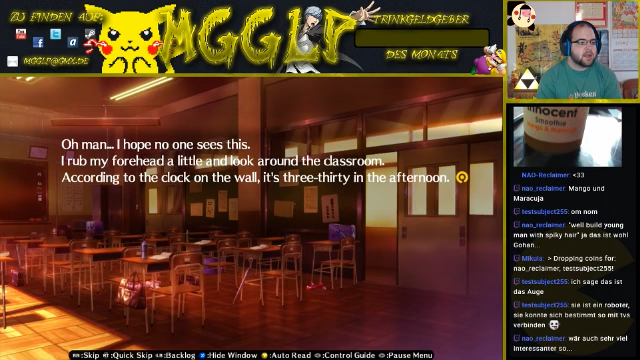 ZU FINDEN AUF:
You Tube
MGGLP@GMX.DE
MGGLP
TRINKGELDGEBER
DES MONATS
Oh man... I hope no one sees this.
I rub my forehead a little and look around the classroom.
According to the clock on the wall, it's three-thirty in the afternoon.
:Skip :Quick Skip :Backlog :Hide Window :Auto Read :Control Guide :Pause Menu
innocent
Smoothie
NAO-Reclaimer: <33
nao_reclaimer: Mango und
Maracuja
testsubject255: om nom
nao_reclaimer: "well build young
man with spiky hair" ja das ist wohl
Gohan...
Mikuia: > Dropping coins for:
nao_reclaimer, testsubject255!
testsubject255: ich sage das ist
das Auge
testsubject255: sie ist ein roboter,
sie konnte sich bestimmt so mit tvs
verbinden
nao_reclaimer: wär auch sehr viel
interessanter so...